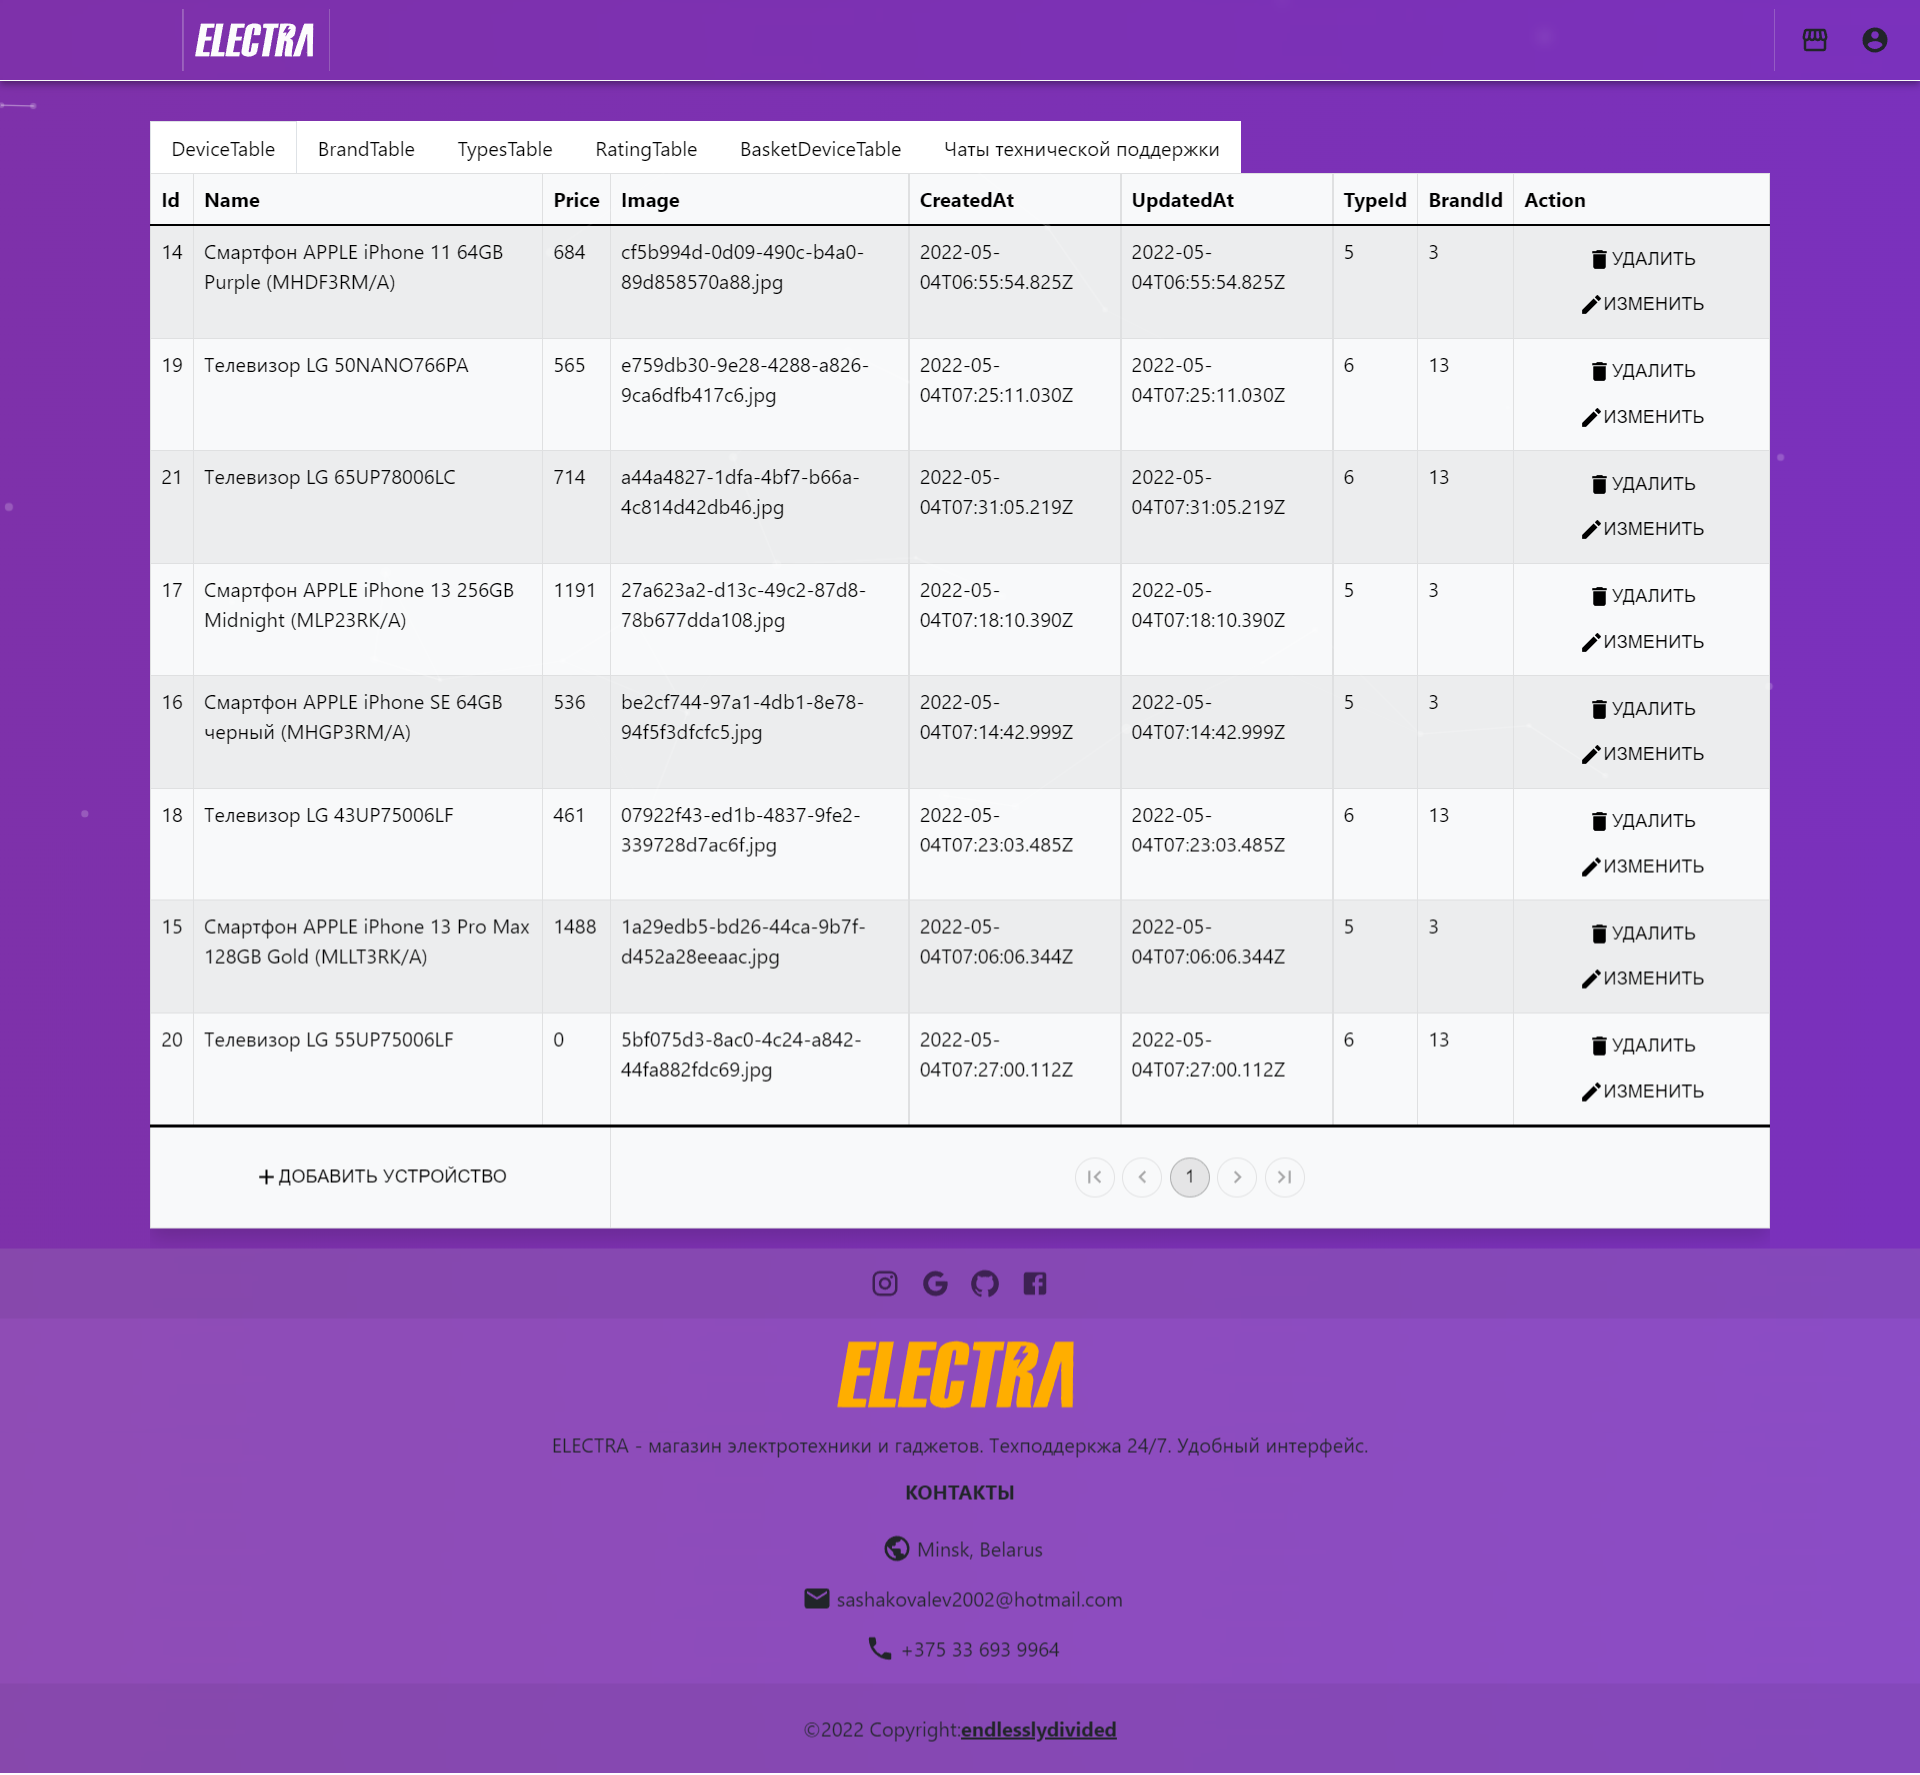 ELECTRA
DeviceTable BrandTable TypesTable RatingTable BasketDeviceTable Чаты технической поддержки
Id Name Price Image CreatedAt UpdatedAt TypeId BrandId Action
14 Смартфон APPLE iPhone 11 64GB 684 cf5b994d-0d09-490c-b4a0- 2022-05- 2022-05- 5 3 УДАЛИТЬ
Purple (MHDF3RM/A) 89d858570a88.jpg 04T06:55:54.825Z 04T06:55:54.825Z
ИЗМЕНИТЬ
19 Телевизор LG 50NANO766PA 565 e759db30-9e28-4288-a826- 2022-05- 2022-05- 6 13 УДАЛИТЬ
9ca6dfb417c6.jpg 04T07:25:11.030Z 04T07:25:11.030Z
ИЗМЕНИТЬ
21 Телевизор LG 65UP78006LC 714 a44a4827-1dfa-4bf7-b66a- 2022-05- 2022-05- 6 13 УДАЛИТЬ
4c814d42db46.jpg 04T07:31:05.219Z 04T07:31:05.219Z
ИЗМЕНИТЬ
17 Смартфон APPLE iPhone 13 256GB 1191 27a623a2-d13c-49c2-87d8- 2022-05- 2022-05- 5 3 УДАЛИТЬ
Midnight (MLP23RK/A) 78b677dda108.jpg 04T07:18:10.390Z 04T07:18:10.390Z
ИЗМЕНИТЬ
16 Смартфон APPLE iPhone SE 64GB 536 be2cf744-97a1-4db1-8e78- 2022-05- 2022-05- 5 3 УДАЛИТЬ
черный (MHGP3RM/A) 94f5f3dfcfc5.jpg 04T07:14:42.999Z 04T07:14:42.999Z
ИЗМЕНИТЬ
18 Телевизор LG 43UP75006LF 461 07922f43-ed1b-4837-9fe2- 2022-05- 2022-05- 6 13 УДАЛИТЬ
339728d7ac6f.jpg 04T07:23:03.485Z 04T07:23:03.485Z
ИЗМЕНИТЬ
15 Смартфон APPLE iPhone 13 Pro Max 1488 1a29edb5-bd26-44ca-9b7f- 2022-05- 2022-05- 5 3 УДАЛИТЬ
128GB Gold (MLLT3RK/A) d452a28eeaac.jpg 04T07:06:06.344Z 04T07:06:06.344Z
ИЗМЕНИТЬ
20 Телевизор LG 55UP75006LF 0 5bf075d3-8ac0-4c24-a842- 2022-05- 2022-05- 6 13 УДАЛИТЬ
44fa882fdc69.jpg 04T07:27:00.112Z 04T07:27:00.112Z
ИЗМЕНИТЬ
ДОБАВИТЬ УСТРОЙСТВО 1
ELECTRA
ELECTRA - магазин электротехники и гаджетов. Техподдеркжа 24/7. Удобный интерфейс.
КОНТАКТЫ
Minsk, Belarus
sashakovalev2002@hotmail.com
+375 33 693 9964
©2022 Copyright:endlesslydivided